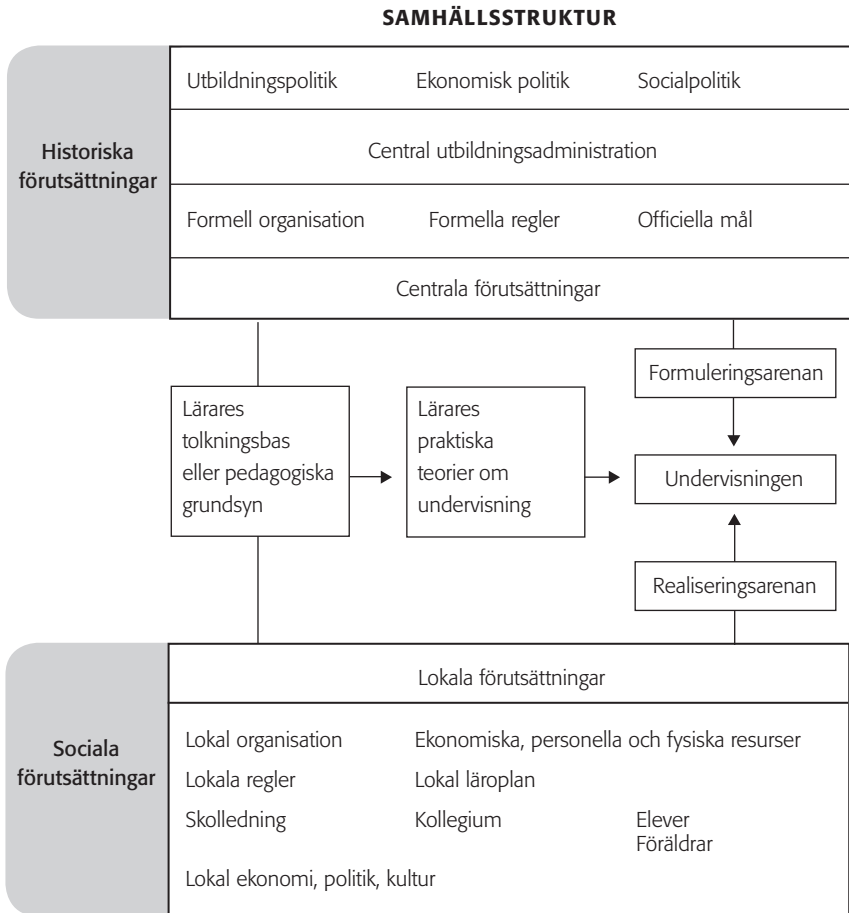 SAMHÄLLSSTRUKTUR
Historiska
förutsättningar
Utbildningspolitik Ekonomisk politik Socialpolitik
Central utbildningsadministration
Formell organisation Formella regler Officiella mål
Centrala förutsättningar
Lärares
tolkningsbas
eller pedagogiska
grundsyn
Lärares
praktiska
teorier om
undervisning
Formuleringsarenan
Undervisningen
Realiseringsarenan
Sociala
förutsättningar
Lokala förutsättningar
Lokal organisation Ekonomiska, personella och fysiska resurser
Lokala regler Lokal läroplan
Skolledning Kollegium Elever
Föräldrar
Lokal ekonomi, politik, kultur